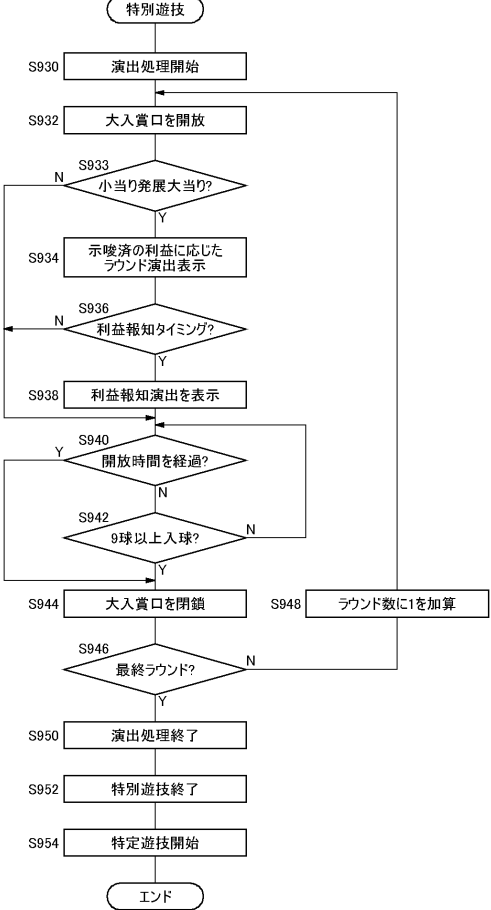 特別遊技
S930 演出処理開始
S932 大入賞口を開放
S933
N 小当り発展大当り?
Y
S934 示唆済の利益に応じた
ラウンド演出表示
S936
N 利益報知タイミング?
Y
S938 利益報知演出を表示
S940
Y 開放時間を経過?
N
S942
9球以上入球? N
Y
S944 大入賞口を閉鎖 S948 ラウンド数に1を加算
S946
最終ラウンド? N
Y
S950 演出処理終了
S952 特別遊技終了
S954 特定遊技開始
エンド